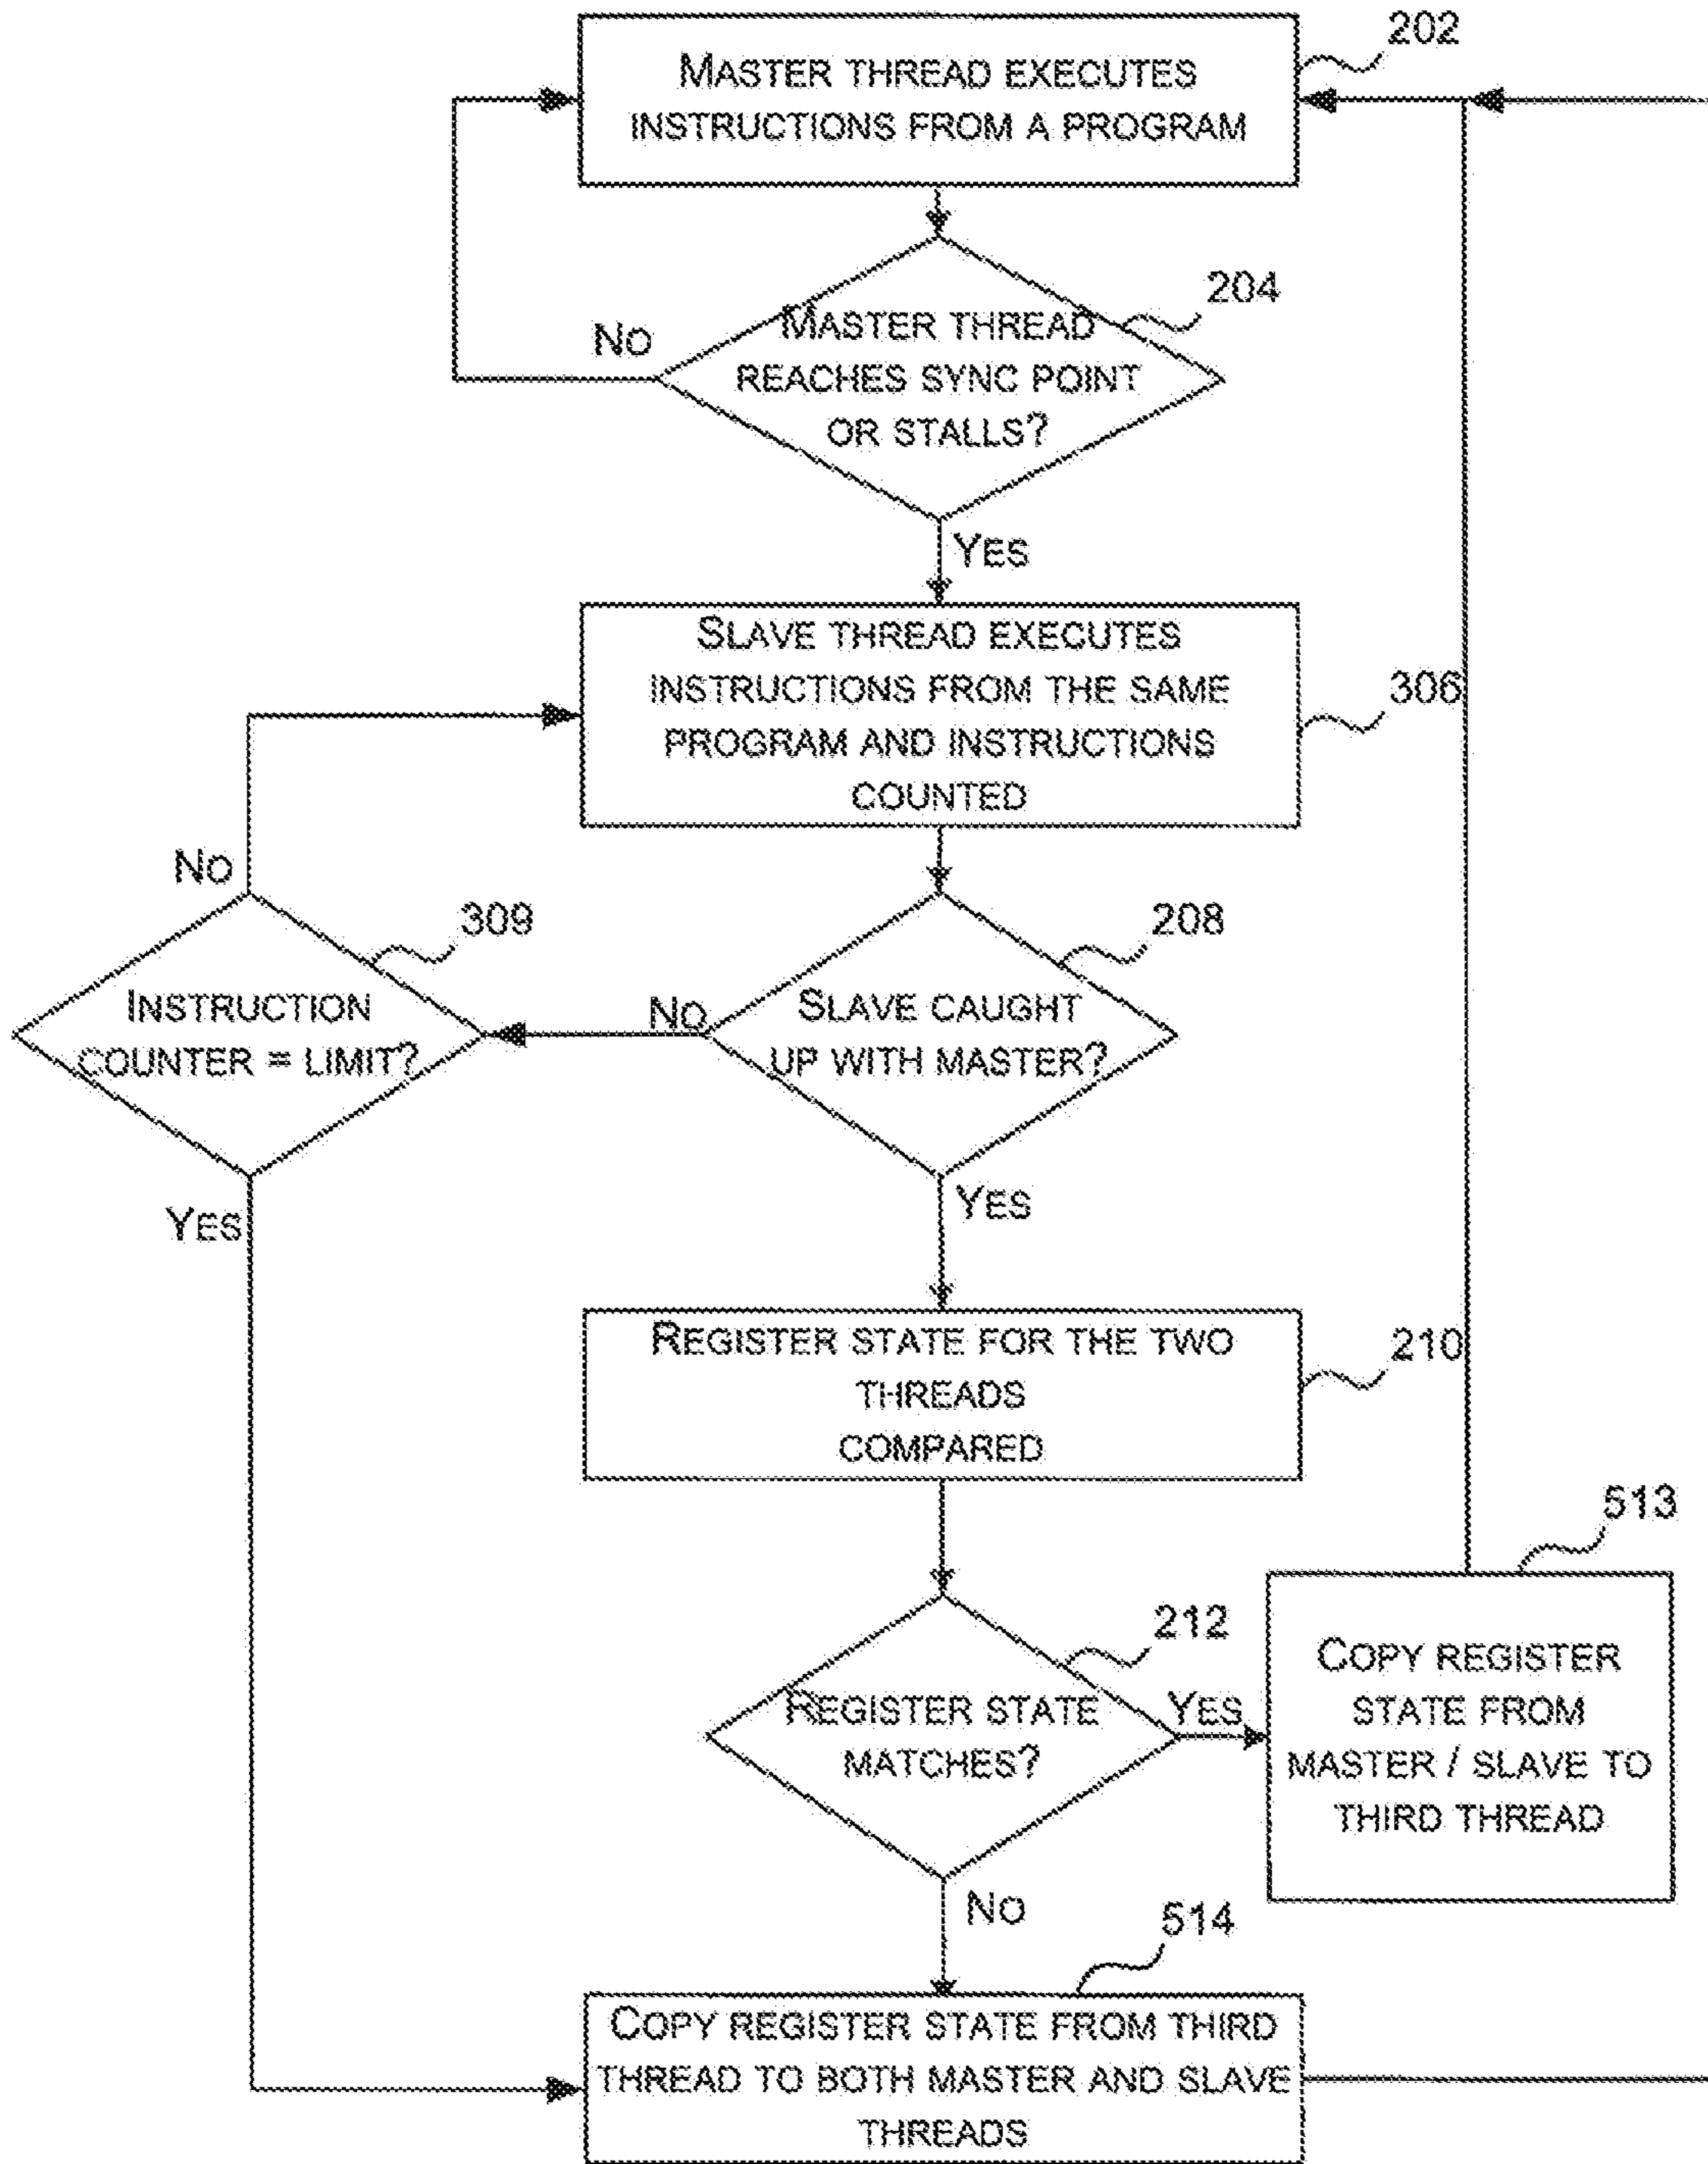 202
MASTER THREAD EXECUTES
INSTRUCTIONS FROM A PROGRAM
204
MASTER THREAD
REACHES SYNC POINT
OR STALLS?
NO
YES
SLAVE THREAD EXECUTES
INSTRUCTIONS FROM THE SAME
PROGRAM AND INSTRUCTIONS
COUNTED
306
NO
309
INSTRUCTION
COUNTER = LIMIT?
YES
208
NO
SLAVE CAUGHT
UP WITH MASTER?
YES
REGISTER STATE FOR THE TWO
THREADS
COMPARED
210
212
REGISTER STATE
MATCHES?
YES
NO
513
COPY REGISTER
STATE FROM
MASTER / SLAVE TO
THIRD THREAD
514
COPY REGISTER STATE FROM THIRD
THREAD TO BOTH MASTER AND SLAVE
THREADS